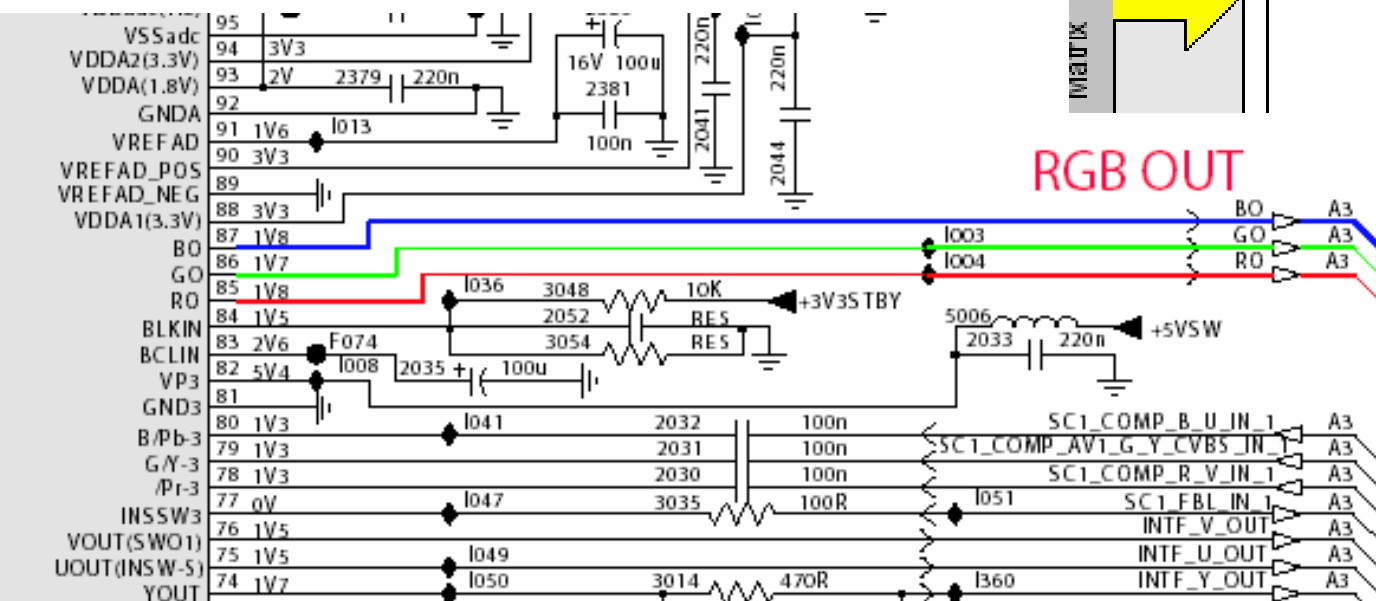 95
VSSadc
94 3V3
VDDA2(3.3V)
93 2V 2379 220n
VDDA(1.8V)
92
GNDA
91 1V6 I013
VREFAD
90 3V3
VREFAD_POS
89
VREFAD_NEG
88 3V3
VDDA1(3.3V)
16V 100u
2381
100n
220n
2041
220n
2044
Matrix
RGB OUT
87 1V8 BO A3
BO
86 1V7 I003 GO A3
GO
85 1V8 I004 RO A3
RO
I036 3048 10K +3V3STBY
84 1V5 2052 RES
BLKIN
5006 +5VSW
83 2V6 F074 3054 RES 2033 220n
BCLIN
82 5V4 I008 2035 + 100u
VP3
81
GND3
80 1V3 I041 2032 100n SC1_COMP_B_U_IN_1 A3
B/Pb-3
79 1V3 2031 100n SC1_COMP_AV1_G_Y_CVBS_IN_1 A3
G/Y-3
78 1V3 2030 100n SC1_COMP_R_V_IN_1 A3
/Pr-3
77 0V I047 3035 100R I051 SC1_FBL_IN_1 A3
INSSW3
76 1V5 INTF_V_OUT A3
VOUT(SWO1)
75 1V5 I049 INTF_U_OUT A3
UOUT(INSW-5)
74 1V7 I050 3014 470R I360 INTF_Y_OUT A3
YOUT